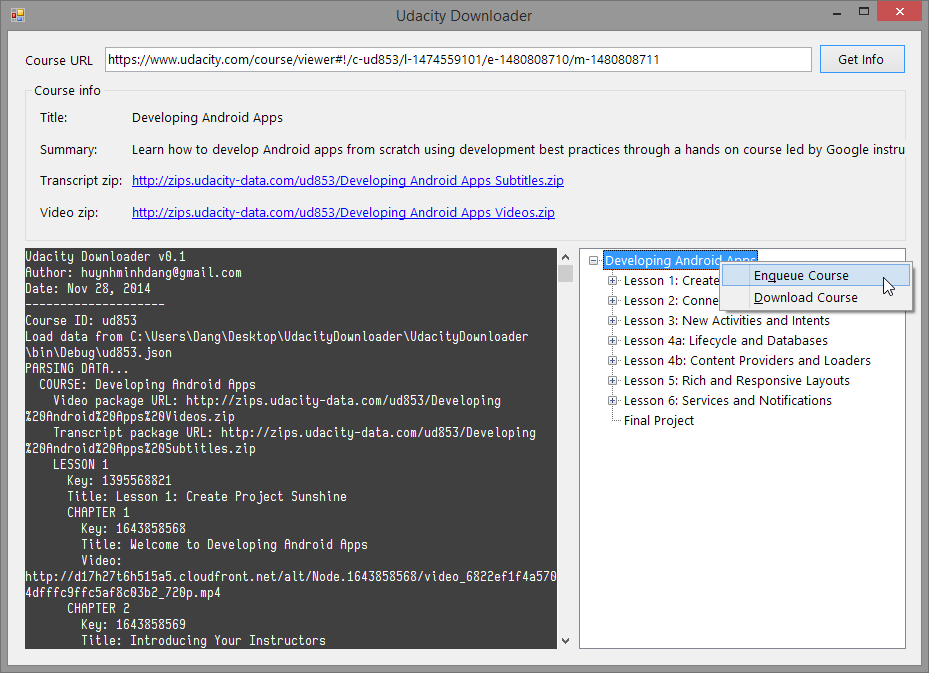 Udacity Downloader
Course URL
https://www.udacity.com/course/viewer#!/c-ud853/l-1474559101/e-1480808710/m-1480808711
Get Info
Course info
Title:
Developing Android Apps
Summary:
Learn how to develop Android apps from scratch using development best practices through a hands on course led by Google instru
Transcript zip:
http://zips.udacity-data.com/ud853/Developing Android Apps Subtitles.zip
Video zip:
http://zips.udacity-data.com/ud853/Developing Android Apps Videos.zip
Udacity Downloader v0.1
Author: huynhminhdang@gmail.com
Date: Nov 28, 2014
--------------------
Course ID: ud853
Load data from C:\Users\Dang\Desktop\UdacityDownloader\UdacityDownloader
\bin\Debug\ud853.json
PARSING DATA...
COURSE: Developing Android Apps
Video package URL: http://zips.udacity-data.com/ud853/Developing
%20Android%20Apps%20Videos.zip
Transcript package URL: http://zips.udacity-data.com/ud853/Developing
%20Android%20Apps%20Subtitles.zip
LESSON 1
Key: 1395568821
Title: Lesson 1: Create Project Sunshine
CHAPTER 1
Key: 1643858568
Title: Welcome to Developing Android Apps
Video:
http://d17h27t6h515a5.cloudfront.net/alt/Node.1643858568/video_6822ef1f4a570
4dfffc9ffc5af8c03b2_720p.mp4
CHAPTER 2
Key: 1643858569
Title: Introducing Your Instructors
Developing Android Apps
Lesson 1: Create
Lesson 2: Conne
Lesson 3: New Activities and Intents
Lesson 4a: Lifecycle and Databases
Lesson 4b: Content Providers and Loaders
Lesson 5: Rich and Responsive Layouts
Lesson 6: Services and Notifications
Final Project
Enqueue Course
Download Course